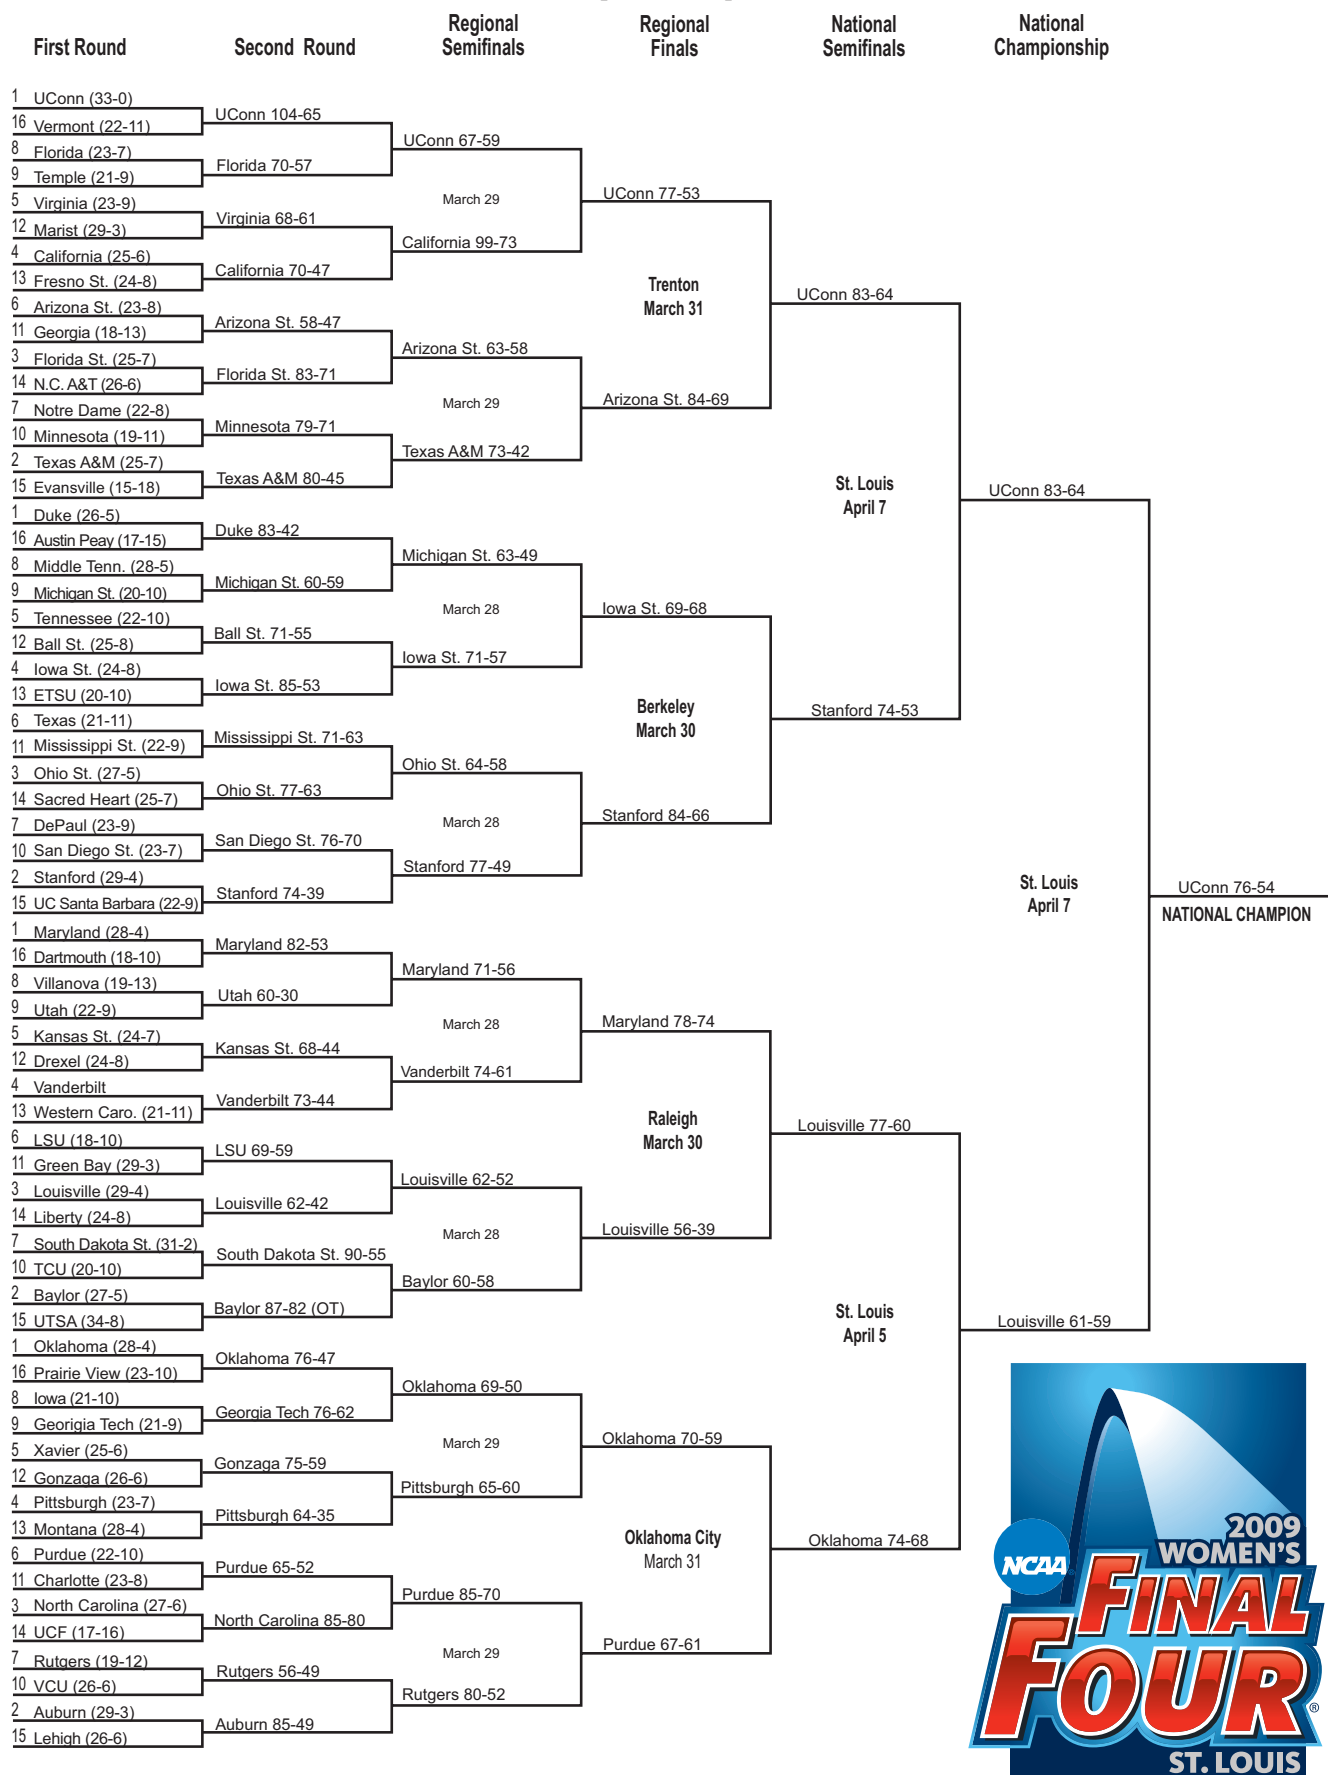 First Round
Second Round
Regional
Semifinals
Regional
Finals
National
Semifinals
National
Championship
1 UConn (33-0)
16 Vermont (22-11)
8 Florida (23-7)
9 Temple (21-9)
5 Virginia (23-9)
12 Marist (29-3)
4 California (25-6)
13 Fresno St. (24-8)
6 Arizona St. (23-8)
11 Georgia (18-13)
3 Florida St. (25-7)
14 N.C. A&T (26-6)
7 Notre Dame (22-8)
10 Minnesota (19-11)
2 Texas A&M (25-7)
15 Evansville (15-18)
1 Duke (26-5)
16 Austin Peay (17-15)
8 Middle Tenn. (28-5)
9 Michigan St. (20-10)
5 Tennessee (22-10)
12 Ball St. (25-8)
4 Iowa St. (24-8)
13 ETSU (20-10)
6 Texas (21-11)
11 Mississippi St. (22-9)
3 Ohio St. (27-5)
14 Sacred Heart (25-7)
7 DePaul (23-9)
10 San Diego St. (23-7)
2 Stanford (29-4)
15 UC Santa Barbara (22-9)
1 Maryland (28-4)
16 Dartmouth (18-10)
8 Villanova (19-13)
9 Utah (22-9)
5 Kansas St. (24-7)
12 Drexel (24-8)
4 Vanderbilt
13 Western Caro. (21-11)
6 LSU (18-10)
11 Green Bay (29-3)
3 Louisville (29-4)
14 Liberty (24-8)
7 South Dakota St. (31-2)
10 TCU (20-10)
2 Baylor (27-5)
15 UTSA (34-8)
1 Oklahoma (28-4)
16 Prairie View (23-10)
8 Iowa (21-10)
9 Georigia Tech (21-9)
5 Xavier (25-6)
12 Gonzaga (26-6)
4 Pittsburgh (23-7)
13 Montana (28-4)
6 Purdue (22-10)
11 Charlotte (23-8)
3 North Carolina (27-6)
14 UCF (17-16)
7 Rutgers (19-12)
10 VCU (26-6)
2 Auburn (29-3)
15 Lehigh (26-6)
UConn 104-65
Florida 70-57
Virginia 68-61
California 70-47
Arizona St. 58-47
Florida St. 83-71
Minnesota 79-71
Texas A&M 80-45
Duke 83-42
Michigan St. 60-59
Ball St. 71-55
Iowa St. 85-53
Mississippi St. 71-63
Ohio St. 77-63
San Diego St. 76-70
Stanford 74-39
Maryland 82-53
Utah 60-30
Kansas St. 68-44
Vanderbilt 73-44
LSU 69-59
Louisville 62-42
South Dakota St. 90-55
Baylor 87-82 (OT)
Oklahoma 76-47
Georgia Tech 76-62
Gonzaga 75-59
Pittsburgh 64-35
Purdue 65-52
North Carolina 85-80
Rutgers 56-49
Auburn 85-49
UConn 67-59
March 29
California 99-73
Arizona St. 63-58
March 29
Texas A&M 73-42
Michigan St. 63-49
March 28
Iowa St. 71-57
Ohio St. 64-58
March 28
Stanford 77-49
Maryland 71-56
March 28
Vanderbilt 74-61
Louisville 62-52
March 28
Baylor 60-58
Oklahoma 69-50
March 29
Pittsburgh 65-60
Purdue 85-70
March 29
Rutgers 80-52
UConn 77-53
Trenton
March 31
Arizona St. 84-69
Iowa St. 69-68
Berkeley
March 30
Stanford 84-66
Maryland 78-74
Raleigh
March 30
Louisville 56-39
Oklahoma 70-59
Oklahoma City
March 31
Purdue 67-61
UConn 83-64
St. Louis
April 7
Stanford 74-53
Louisville 77-60
St. Louis
April 5
Oklahoma 74-68
UConn 83-64
St. Louis
April 7
Louisville 61-59
UConn 76-54
NATIONAL CHAMPION
2009
WOMEN'S
NCAA
FINAL
FOUR®
ST. LOUIS